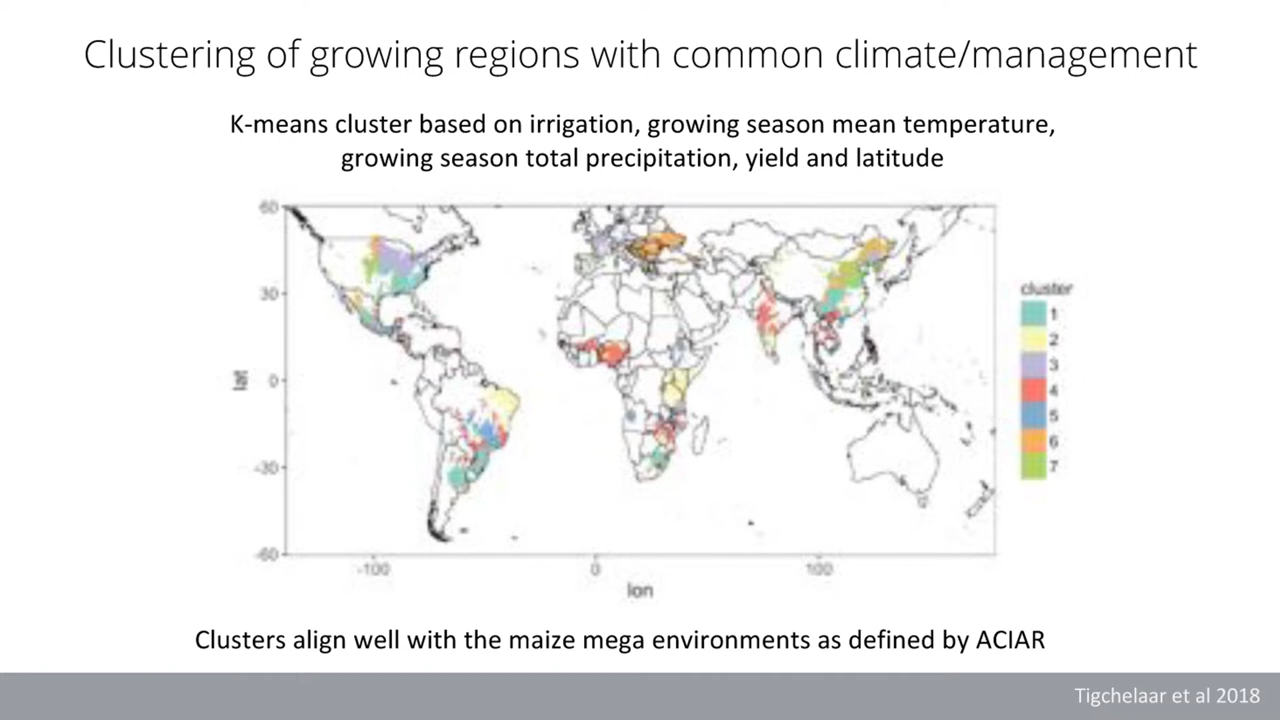 Clustering of growing regions with common climate/management
K-means cluster based on irrigation, growing season mean temperature,
growing season total precipitation, yield and latitude
60
30
0
-30
-60
lat
-100
0
100
lon
cluster
1
2
3
4
5
6
7
Clusters align well with the maize mega environments as defined by ACIAR
Tigchelaar et al 2018